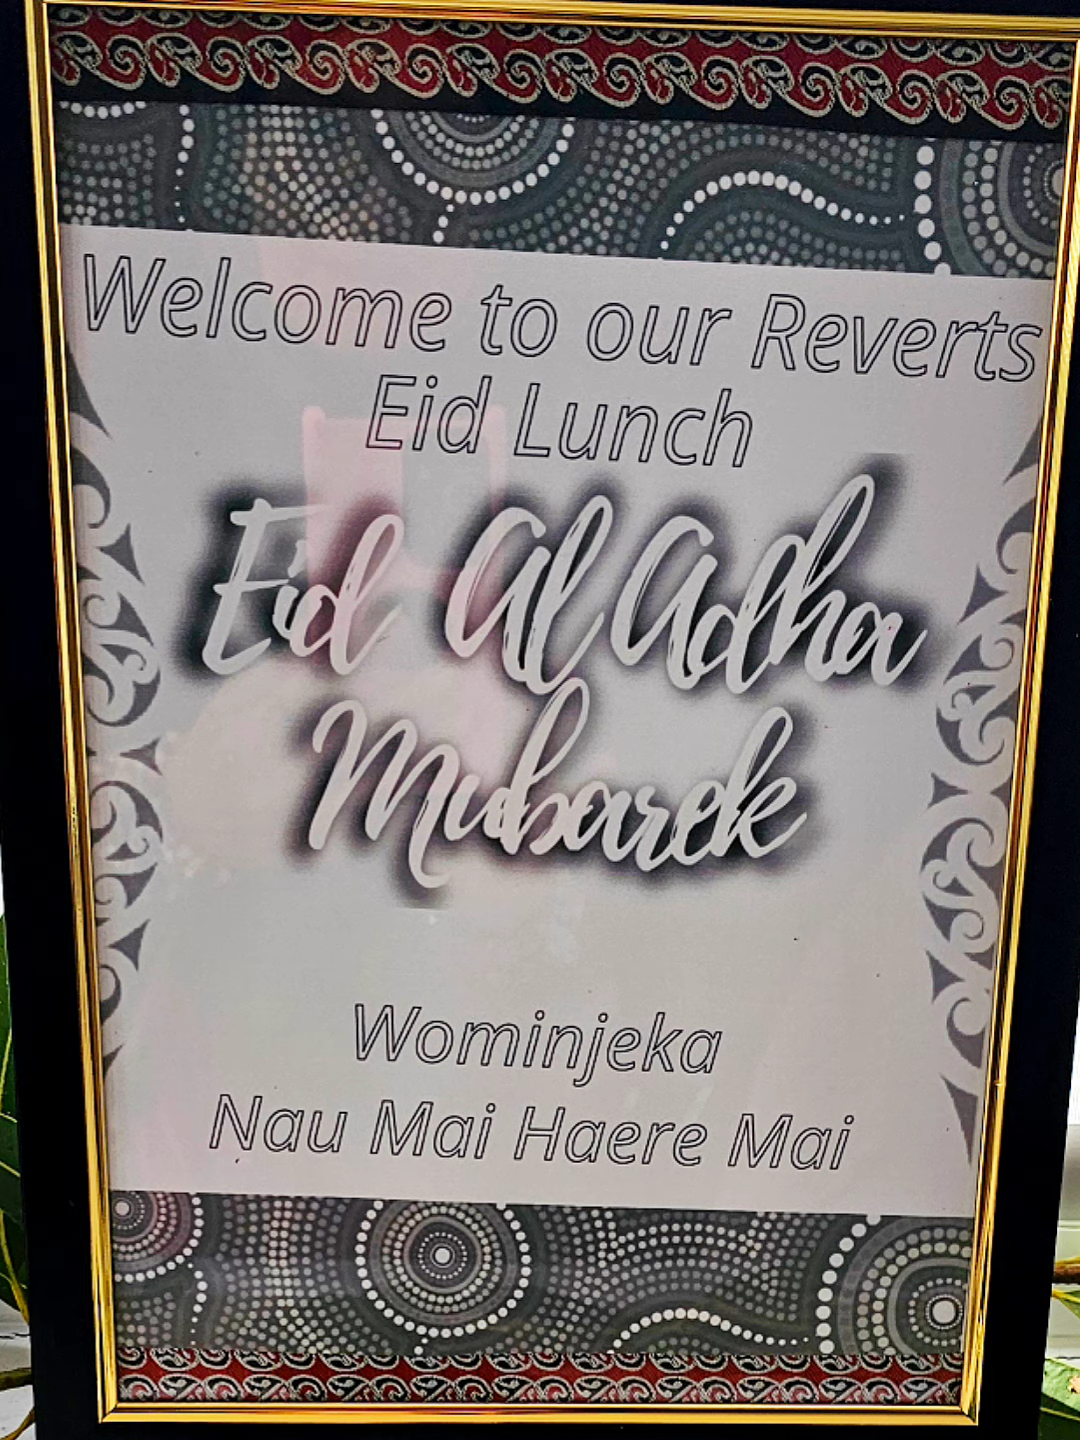 Welcome to our Reverts
Eid Lunch
Eid Al Adha
Mubarek
Wominjeka
Nau Mai Haere Mai